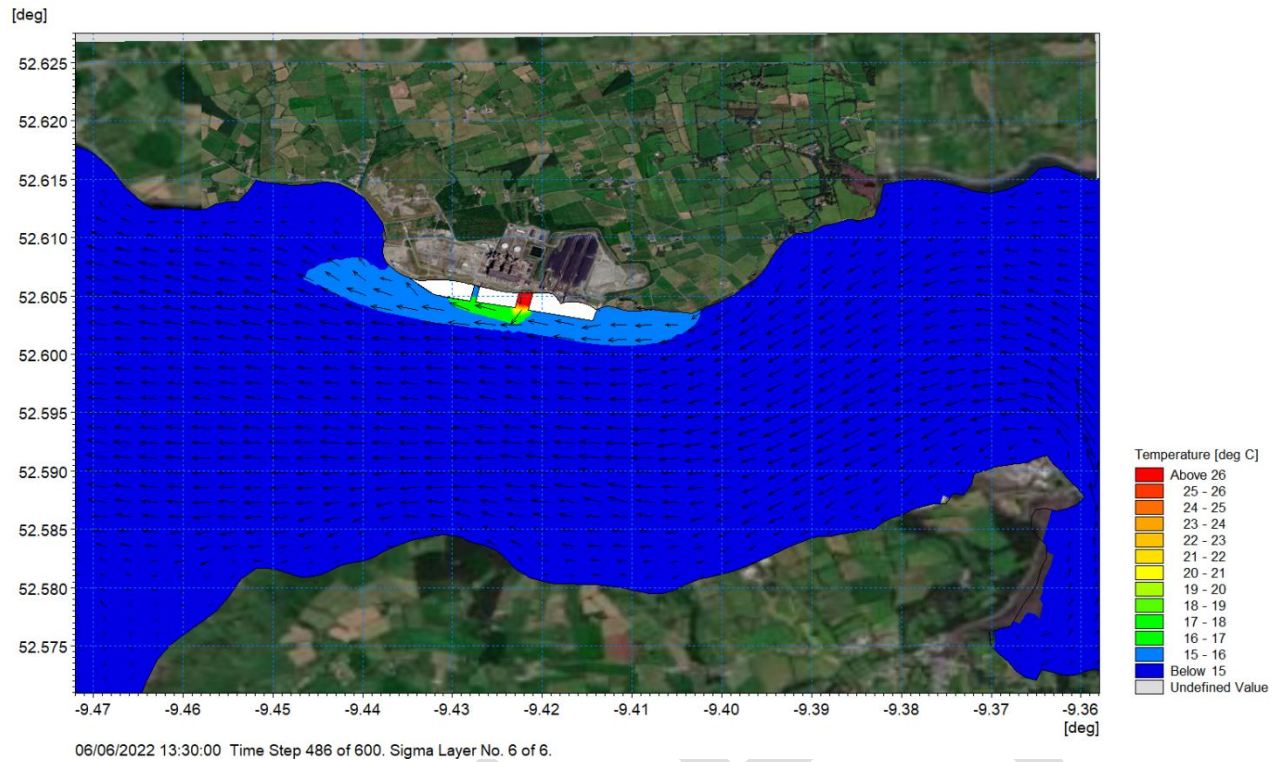 [deg]
52.625
52.620
52.615
52.610
52.605
52.600
52.595
52.590
52.585
52.580
52.575
-9.47 -9.46 -9.45 -9.44 -9.43 -9.42 -9.41 -9.40 -9.39 -9.38 -9.37 -9.36
[deg]
Temperature [deg C]
Above 26
25 - 26
24 - 25
23 - 24
22 - 23
21 - 22
20 - 21
19 - 20
18 - 19
17 - 18
16 - 17
15 - 16
Below 15
Undefined Value
06/06/2022 13:30:00 Time Step 486 of 600. Sigma Layer No. 6 of 6.